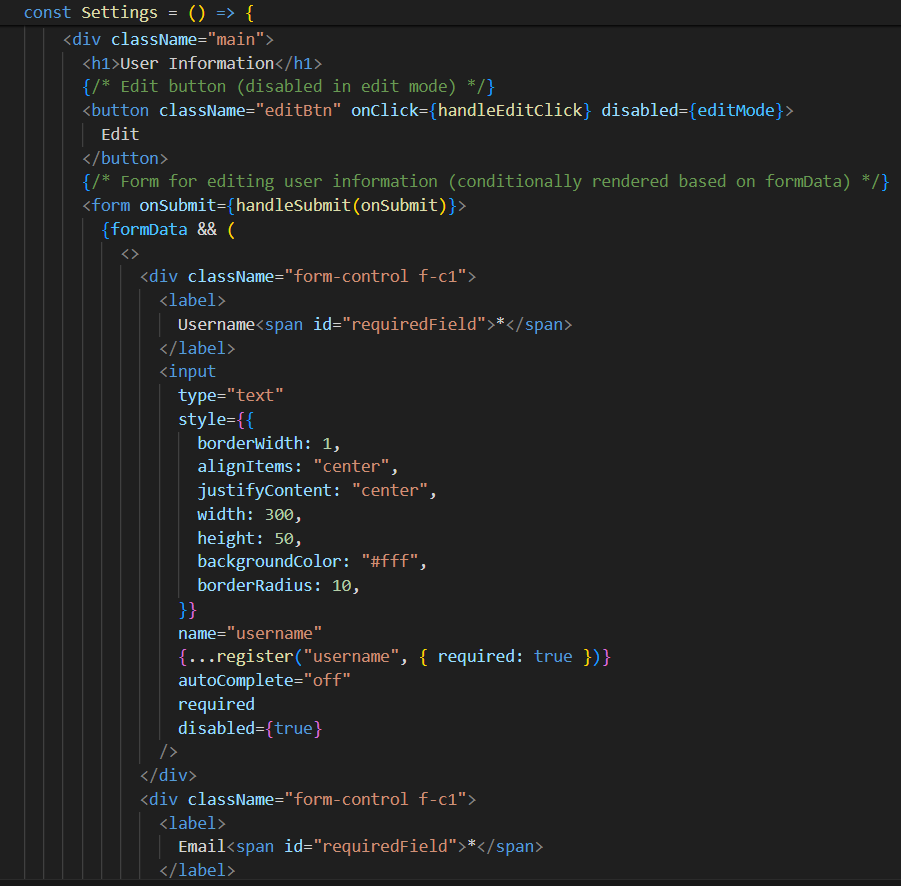 const Settings = () => {
<div className="main">
<h1>User Information</h1>
{/* Edit button (disabled in edit mode) */}
<button className="editBtn" onClick={handleEditClick} disabled={editMode}>
Edit
</button>
{/* Form for editing user information (conditionally rendered based on formData) */}
<form onSubmit={handleSubmit(onSubmit)}>
{formData && (
<>
<div className="form-control f-c1">
<label>
Username<span id="requiredField">*</span>
</label>
<input
type="text"
style={{
borderWidth: 1,
alignItems: "center",
justifyContent: "center",
width: 300,
height: 50,
backgroundColor: "#fff",
borderRadius: 10,
}}
name="username"
{...register("username", { required: true })}
autoComplete="off"
required
disabled={true}
/>
</div>
<div className="form-control f-c1">
<label>
Email<span id="requiredField">*</span>
</label>